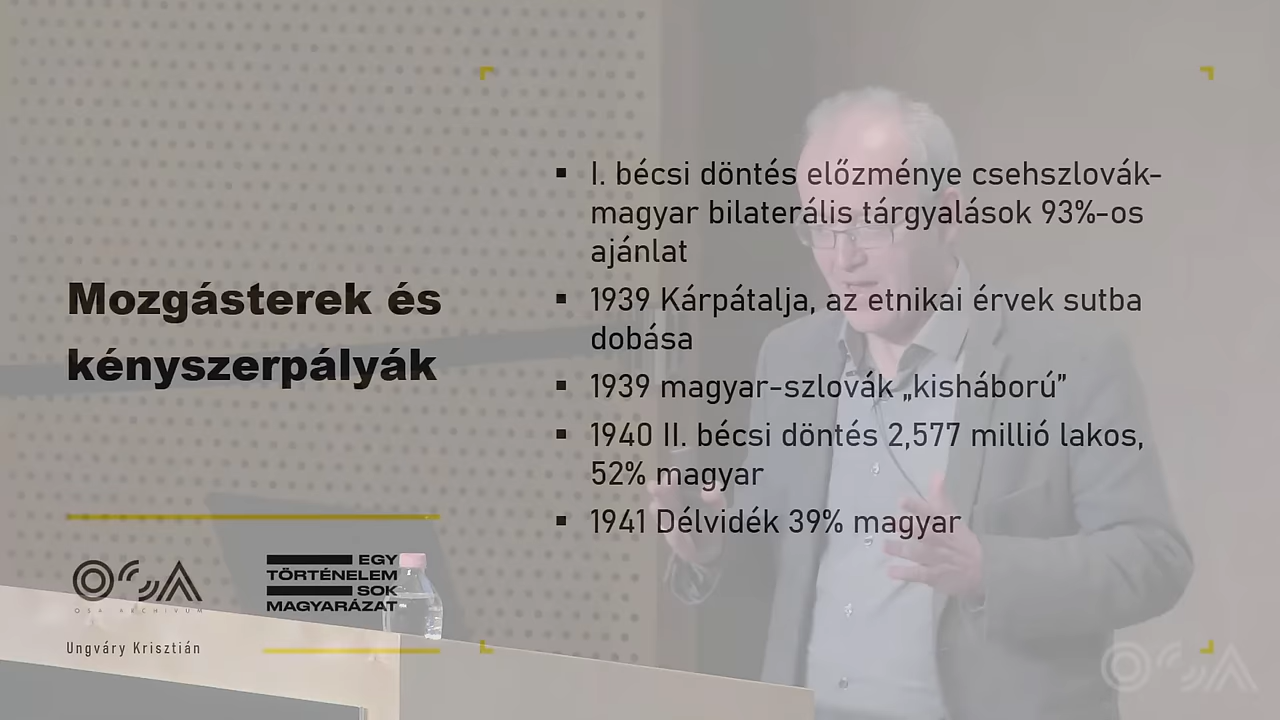 Mozgásterek és
kényszerpályák
I. bécsi döntés előzménye csehszlovák-
magyar bilaterális tárgyalások 93%-os
ajánlat
1939 Kárpátalja, az etnikai érvek sutba
dobása
1939 magyar-szlovák „kisháború”
1940 II. bécsi döntés 2,577 millió lakos,
52% magyar
1941 Délvidék 39% magyar
OSA
OSA ARCHIVUM
EGY
TÖRTÉNELEM
SOK
MAGYARÁZAT
Ungváry Krisztián
OSA